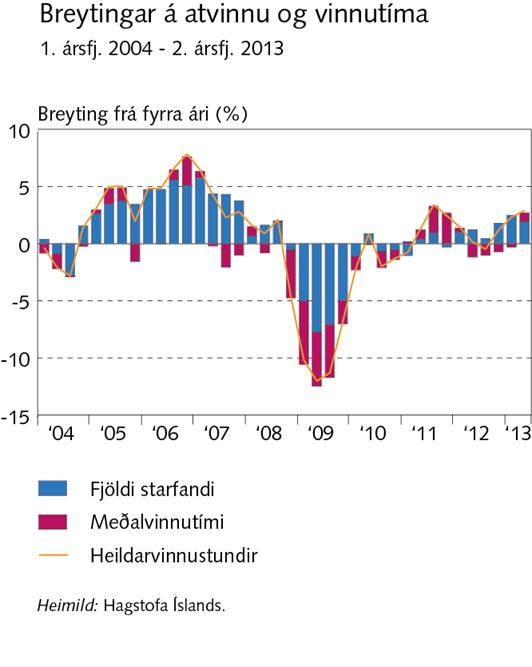 Breytingar á atvinnu og vinnutíma
1. ársfj. 2004 - 2. ársfj. 2013
Breyting frá fyrra ári (%)
10
5
0
-5
-10
-15
'04 '05 '06 '07 '08 '09 '10 '11 '12 '13
Fjöldi starfandi
Meðalvinnutími
Heildarvinnustundir
Heimild: Hagstofa Íslands.